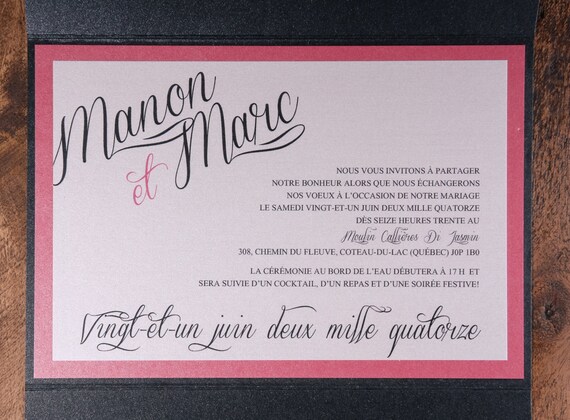 Manon
et Marc
NOUS VOUS INVITONS À PARTAGER
NOTRE BONHEUR ALORS QUE NOUS ÉCHANGERONS
NOS VOEUX À L'OCCASION DE NOTRE MARIAGE
LE SAMEDI VINGT-ET-UN JUIN DEUX MILLE QUATORZE
DÈS SEIZE HEURES TRENTE AU
Moulin Callières Di Jasmin
308, CHEMIN DU FLEUVE, COTEAU-DU-LAC (QUÉBEC) J0P 1B0
LA CÉRÉMONIE AU BORD DE L'EAU DÉBUTERA À 17 H ET
SERA SUIVIE D'UN COCKTAIL, D'UN REPAS ET D'UNE SOIRÉE FESTIVE!
Vingt-et-un juin deux mille quatorze